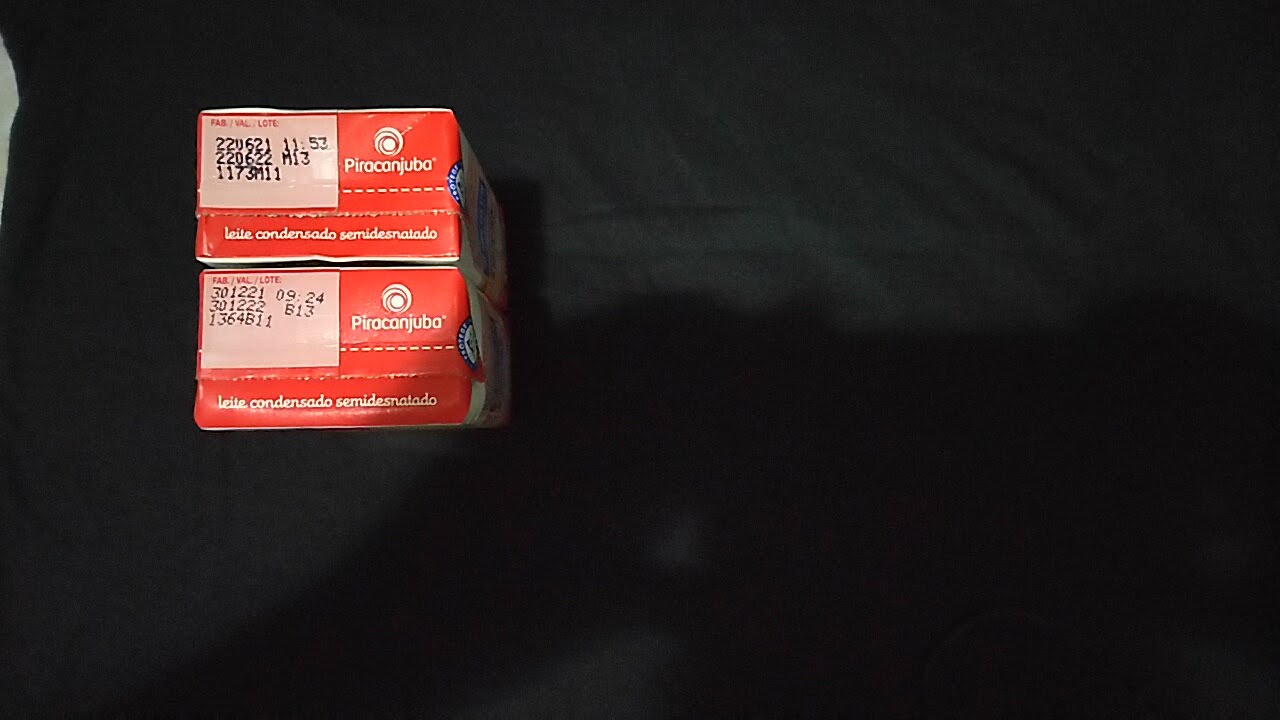 FAB. / VAL. / LOTE:
220621 11:53
220622 M13
1173M11
Piracanjuba®
leite condensado semidesnatado
FAB. / VAL. / LOTE:
301221 09:24
301222 B13
1364B11
Piracanjuba®
leite condensado semidesnatado